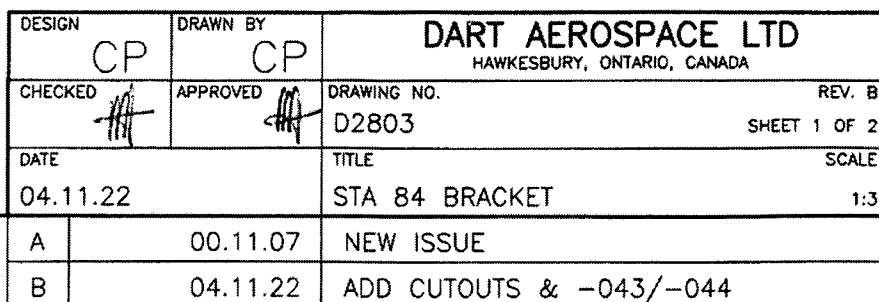 DESIGN
CP
DRAWN BY
CP
DART AEROSPACE LTD
HAWKESBURY, ONTARIO, CANADA
CHECKED
APPROVED
DRAWING NO.
D2803
REV. B
SHEET 1 OF 2
DATE
04.11.22
TITLE
STA 84 BRACKET
SCALE
1:3
A 00.11.07 NEW ISSUE
B 04.11.22 ADD CUTOUTS & -043/-044